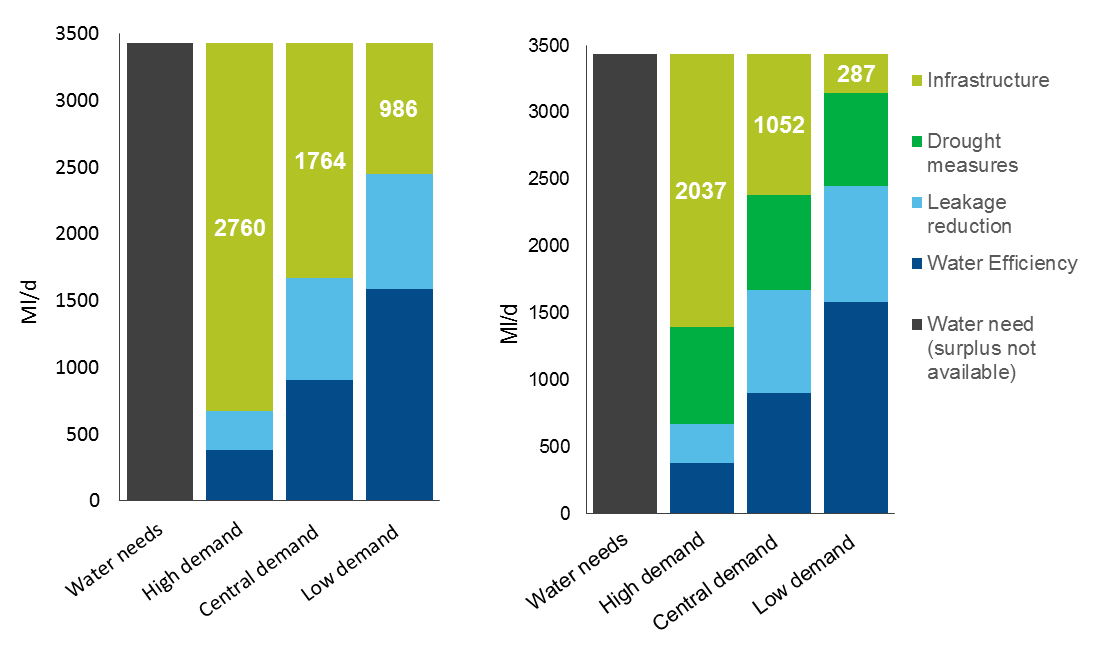 3500
3000
2500
2000
1500
1000
500
0
Ml/d
2760
1764
986
Water needs
High demand
Central demand
Low demand
3500
3000
2500
2000
1500
1000
500
0
Ml/d
2037
1052
287
Water needs
High demand
Central demand
Low demand
Infrastructure
Drought
measures
Leakage
reduction
Water Efficiency
Water need
(surplus not
available)